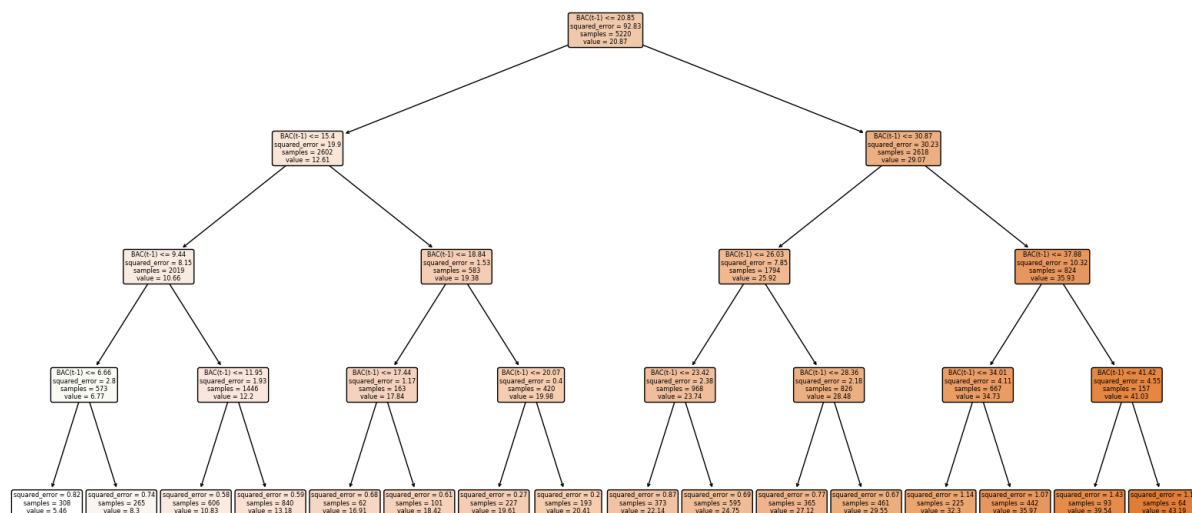 BAC(t-1) <= 20.85
squared_error = 92.83
samples = 5220
value = 20.87
BAC(t-1) <= 15.4
squared_error = 19.9
samples = 2602
value = 12.61
BAC(t-1) <= 30.87
squared_error = 30.23
samples = 2618
value = 29.07
BAC(t-1) <= 9.44
squared_error = 8.15
samples = 2019
value = 10.66
BAC(t-1) <= 18.84
squared_error = 1.53
samples = 583
value = 19.38
BAC(t-1) <= 26.03
squared_error = 7.85
samples = 1794
value = 25.92
BAC(t-1) <= 37.88
squared_error = 10.32
samples = 824
value = 35.93
BAC(t-1) <= 6.66
squared_error = 2.8
samples = 573
value = 6.77
BAC(t-1) <= 11.95
squared_error = 1.93
samples = 1446
value = 12.2
BAC(t-1) <= 17.44
squared_error = 1.17
samples = 163
value = 17.84
BAC(t-1) <= 20.07
squared_error = 0.4
samples = 420
value = 19.98
BAC(t-1) <= 23.42
squared_error = 2.38
samples = 968
value = 23.74
BAC(t-1) <= 28.36
squared_error = 2.18
samples = 826
value = 28.48
BAC(t-1) <= 34.01
squared_error = 4.11
samples = 667
value = 34.73
BAC(t-1) <= 41.42
squared_error = 4.55
samples = 157
value = 41.03
squared_error = 0.82
samples = 308
value = 5.46
squared_error = 0.74
samples = 265
value = 8.3
squared_error = 0.58
samples = 606
value = 10.83
squared_error = 0.59
samples = 840
value = 13.18
squared_error = 0.68
samples = 62
value = 16.91
squared_error = 0.61
samples = 101
value = 18.42
squared_error = 0.27
samples = 227
value = 19.61
squared_error = 0.2
samples = 193
value = 20.41
squared_error = 0.87
samples = 373
value = 22.14
squared_error = 0.69
samples = 595
value = 24.75
squared_error = 0.77
samples = 365
value = 27.12
squared_error = 0.67
samples = 461
value = 29.55
squared_error = 1.14
samples = 225
value = 32.3
squared_error = 1.07
samples = 442
value = 35.97
squared_error = 1.43
samples = 93
value = 39.54
squared_error = 1.1
samples = 64
value = 43.19